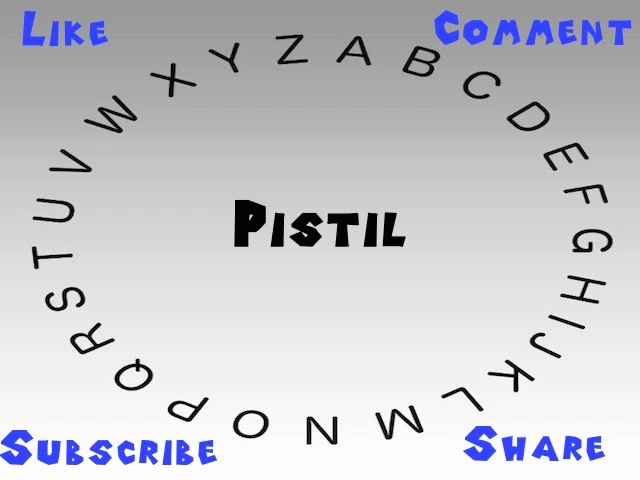 Like
Comment
A B C D E F G H I J K L M N O P Q R S T U V W X Y Z
Pistil
Subscribe
Share